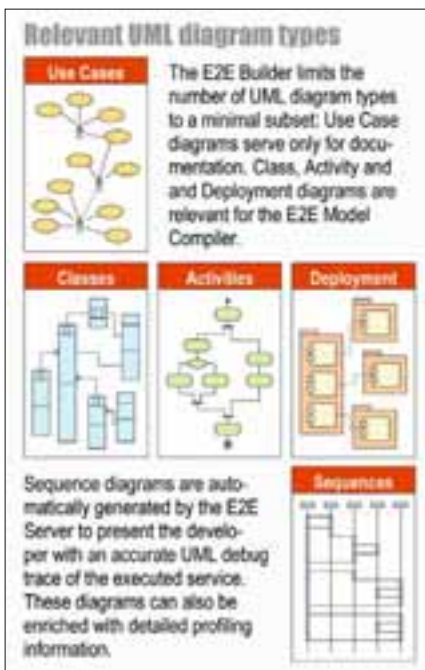 Relevant UML diagram types
Use Cases
The E2E Builder limits the
number of UML diagram types
to a minimal subset: Use Case
diagrams serve only for docu-
mentation. Class, Activity and
and Deployment diagrams are
relevant for the E2E Model
Compiler.
Classes
Activities
Deployment
Sequence diagrams are auto-
matically generated by the E2E
Server to present the develo-
per with an accurate UML debug
trace of the executed service.
These diagrams can also be
enriched with detailed profiling
information.
Sequences